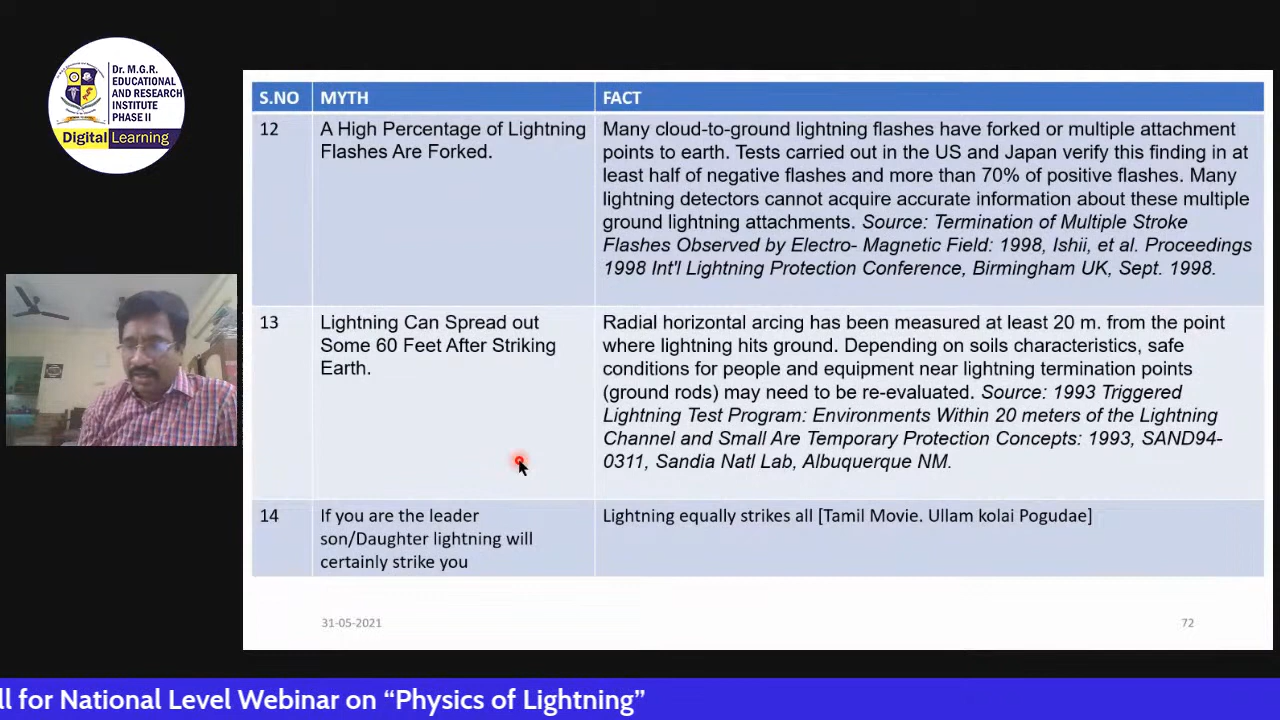 Dr. M.G.R.
EDUCATIONAL
AND RESEARCH
INSTITUTE
PHASE II
Digital Learning
S.NO MYTH FACT
12 A High Percentage of Lightning
Flashes Are Forked.
Many cloud-to-ground lightning flashes have forked or multiple attachment
points to earth. Tests carried out in the US and Japan verify this finding in at
least half of negative flashes and more than 70% of positive flashes. Many
lightning detectors cannot acquire accurate information about these multiple
ground lightning attachments. Source: Termination of Multiple Stroke
Flashes Observed by Electro- Magnetic Field: 1998, Ishii, et al. Proceedings
1998 Int'l Lightning Protection Conference, Birmingham UK, Sept. 1998.
13 Lightning Can Spread out
Some 60 Feet After Striking
Earth.
Radial horizontal arcing has been measured at least 20 m. from the point
where lightning hits ground. Depending on soils characteristics, safe
conditions for people and equipment near lightning termination points
(ground rods) may need to be re-evaluated. Source: 1993 Triggered
Lightning Test Program: Environments Within 20 meters of the Lightning
Channel and Small Are Temporary Protection Concepts: 1993, SAND94-
0311, Sandia Natl Lab, Albuquerque NM.
14 If you are the leader
son/Daughter lightning will
certainly strike you
Lightning equally strikes all [Tamil Movie. Ullam kolai Pogudae]
31-05-2021
72
ll for National Level Webinar on “Physics of Lightning”